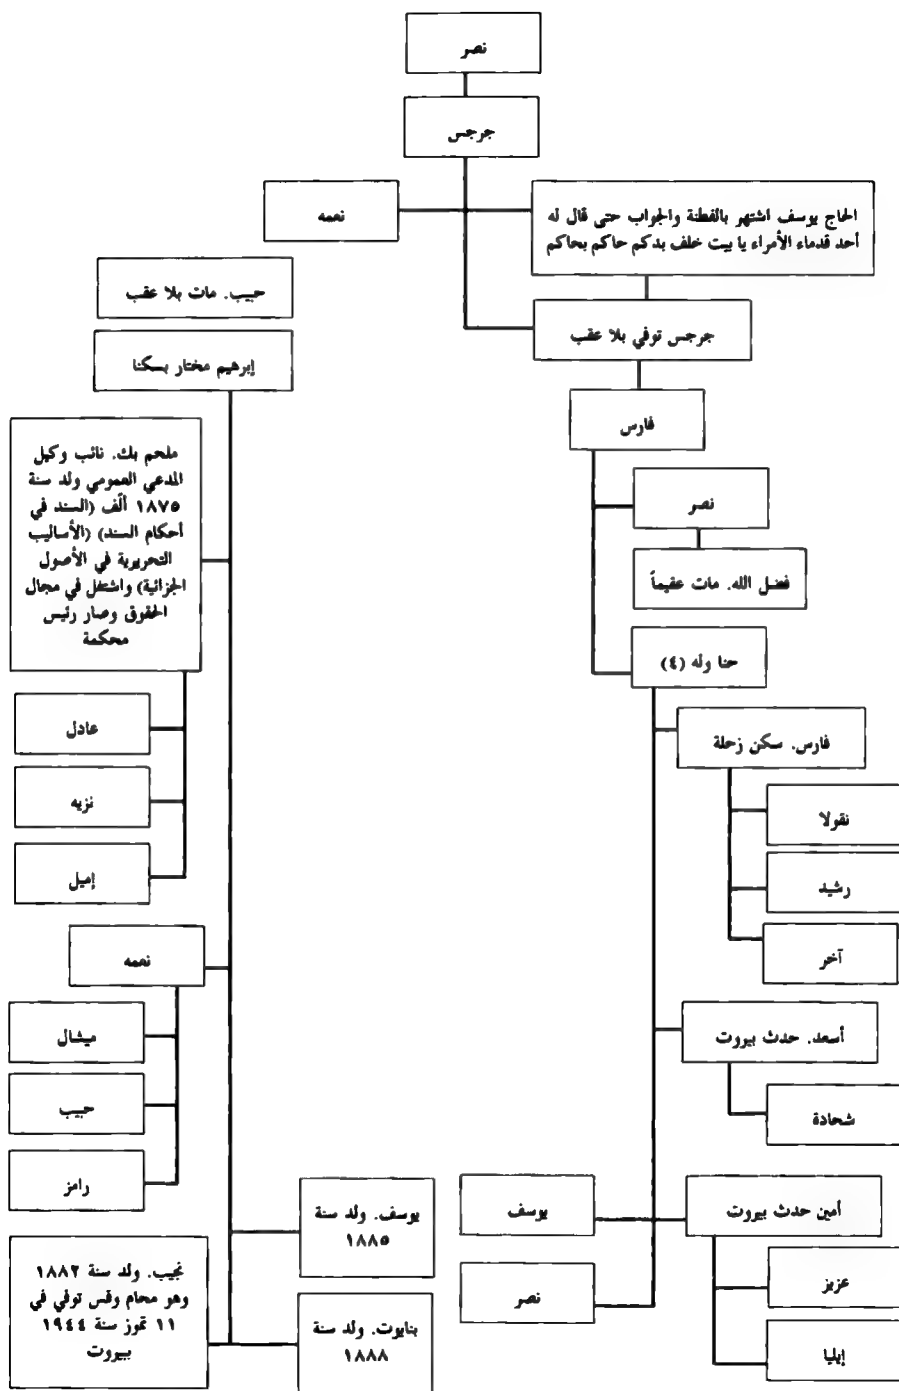 نصر
جرجس
الحاج يوسف اشتهر بالفطنة والجواب حتى قال له
أحد قدماء الأمراء يا بيت خلف بدكم حاكم بحاكم
نعمه
جرجس توفي بلا عقب
فارس
نصر
فضل الله. مات عقيماً
حنا وله (٤)
فارس. سكن زحلة
نقولا
رشيد
آخر
أسعد. حدث بيروت
شحادة
أمين حدث بيروت
يوسف
عزيز
نصر
إيليا
حبيب. مات بلا عقب
إبرهيم مختار بسكنا
ملحم بك. نائب وكيل
المدعي العمومي ولد سنة
١٨٧٥ ألّف (السند في
أحكام السند) (الأساليب
التحريرية في الأصول
الجزائية) واشتغل في مجال
الحقوق وصار رئيس
محكمة
عادل
نزيه
إميل
نعمه
ميشال
حبيب
رامز
يوسف. ولد سنة
١٨٨٥
نجيب. ولد سنة ١٨٨٢
وهو محام وقس توفي في
١١ تموز سنة ١٩٤٤
ببيروت
بنايوت. ولد سنة
١٨٨٨